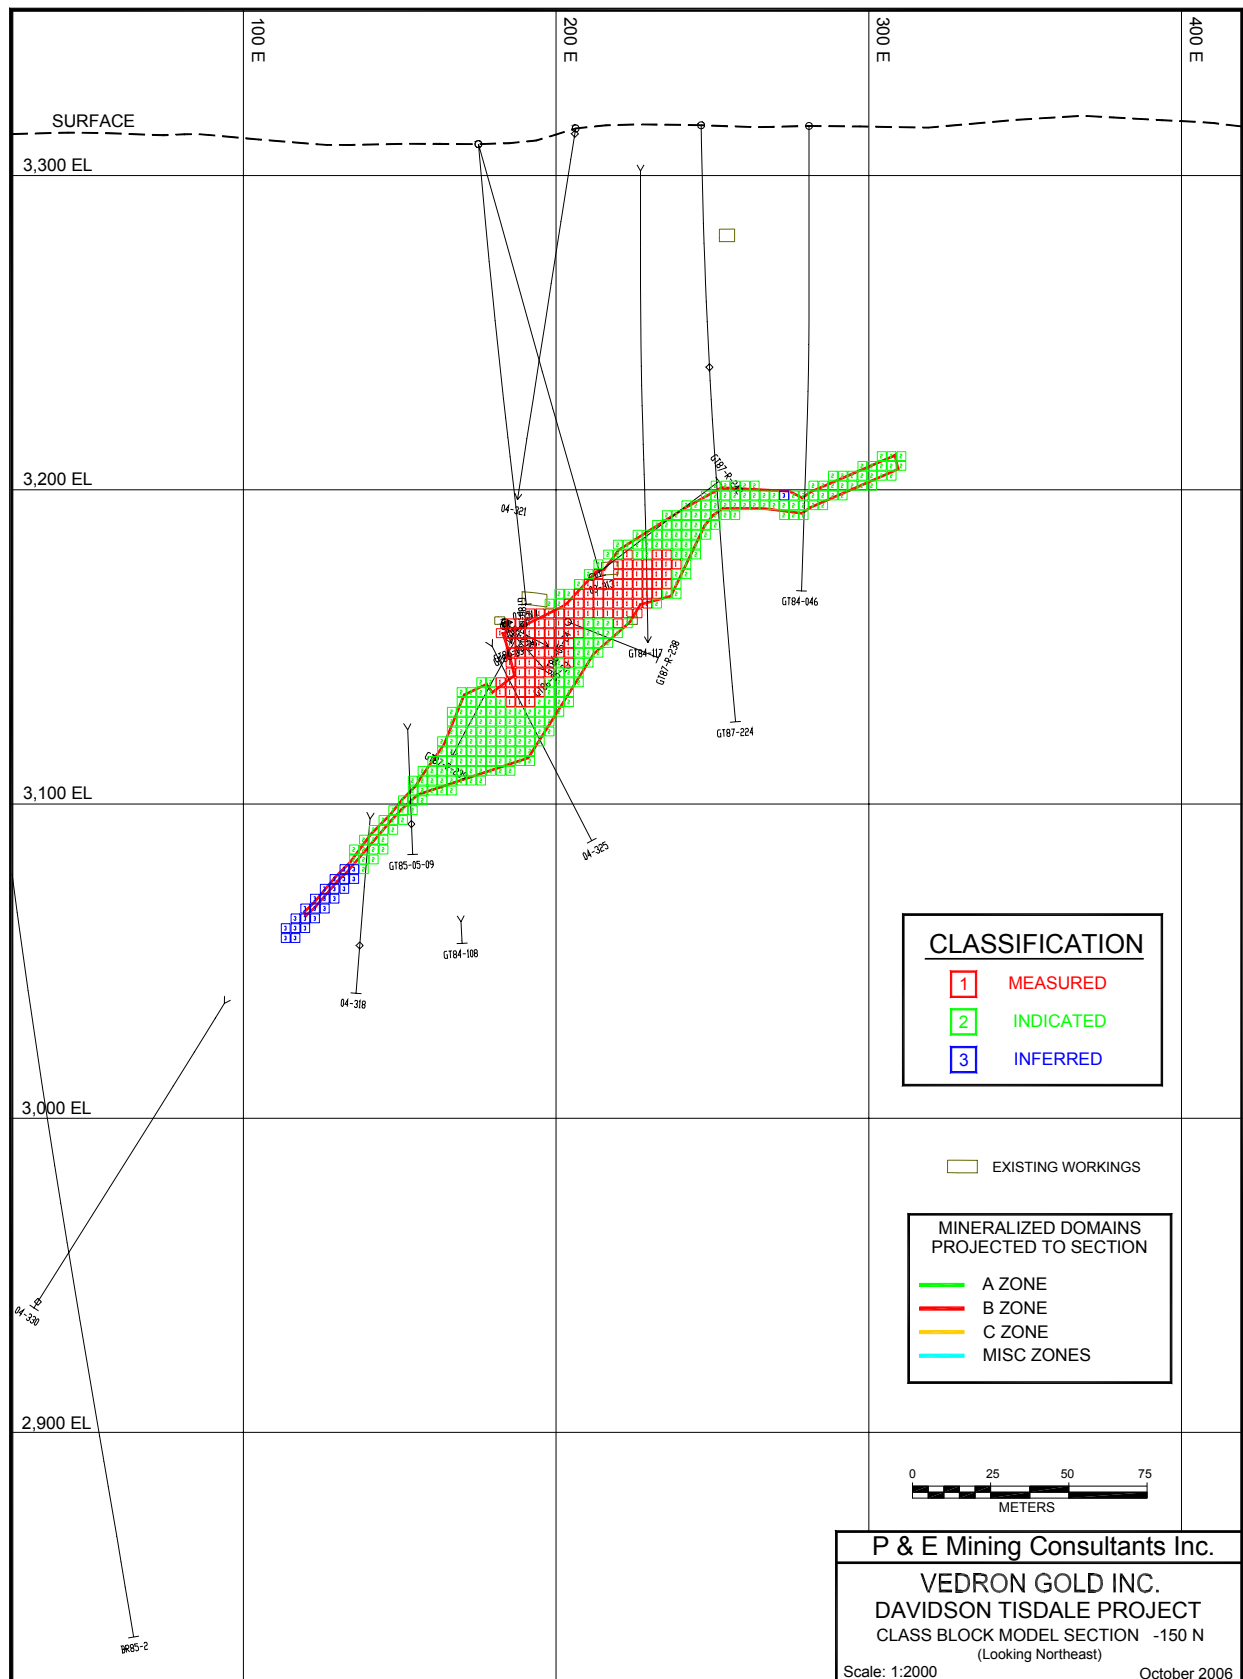 100 E
200 E
300 E
400 E
SURFACE
3,300 EL
3,200 EL
04-321
GT84-046
GT84-117
GT87-R-238
GT87-224
3,100 EL
04-325
GT85-05-09
GT84-108
04-318
CLASSIFICATION
1 MEASURED
2 INDICATED
3 INFERRED
3,000 EL
EXISTING WORKINGS
MINERALIZED DOMAINS
PROJECTED TO SECTION
A ZONE
B ZONE
C ZONE
MISC ZONES
04-330
2,900 EL
0 25 50 75
METERS
BR85-2
P & E Mining Consultants Inc.
VEDRON GOLD INC.
DAVIDSON TISDALE PROJECT
CLASS BLOCK MODEL SECTION -150 N
(Looking Northeast)
Scale: 1:2000 October 2006